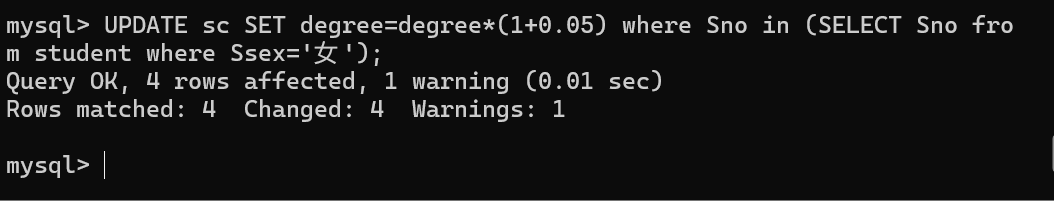 mysql> UPDATE sc SET degree=degree*(1+0.05) where Sno in (SELECT Sno fro
m student where Ssex='女');
Query OK, 4 rows affected, 1 warning (0.01 sec)
Rows matched: 4  Changed: 4  Warnings: 1
mysql>